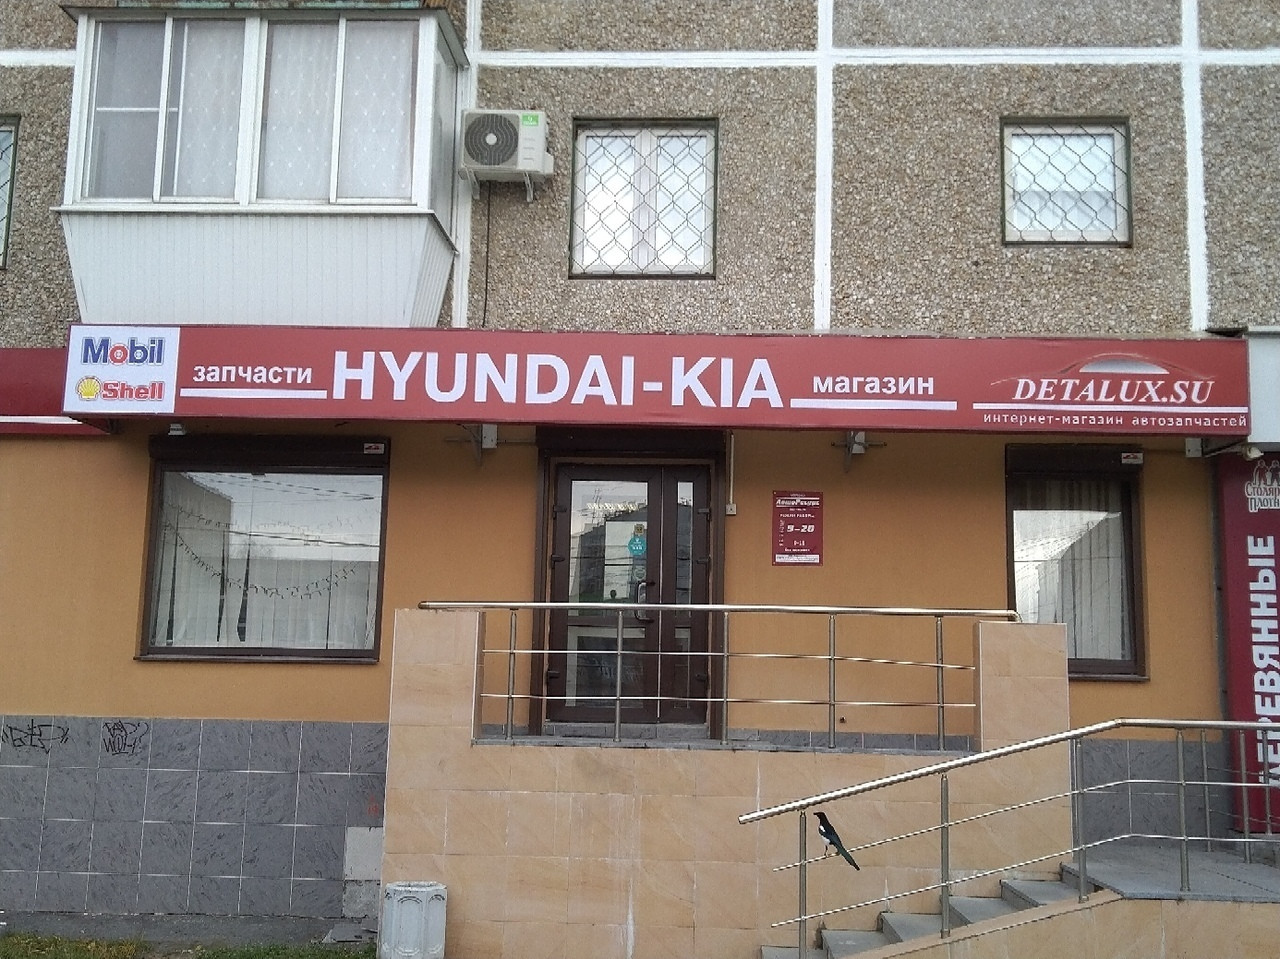 Mobil
Shell
запчасти HYUNDAI-KIA магазин
DETALUX.SU
интернет-магазин автозапчастей
9-20
ДЕРЕВЯННЫЕ